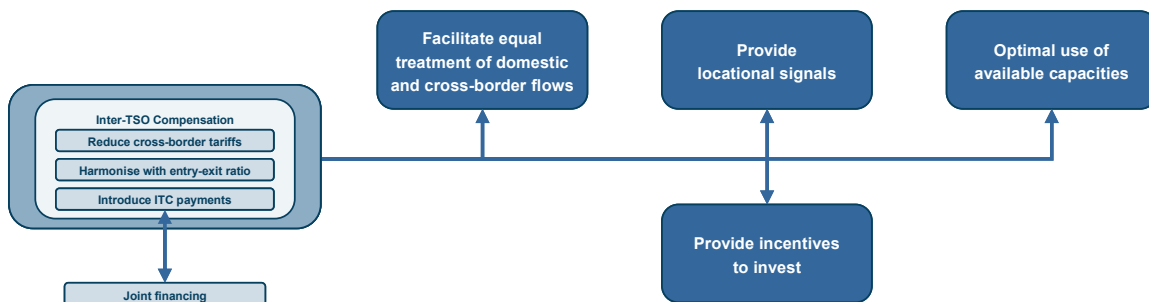 Facilitate equal
treatment of domestic
and cross-border flows
Provide
locational signals
Optimal use of
available capacities
Inter-TSO Compensation
Reduce cross-border tariffs
Harmonise with entry-exit ratio
Introduce ITC payments
Provide incentives
to invest
Joint financing